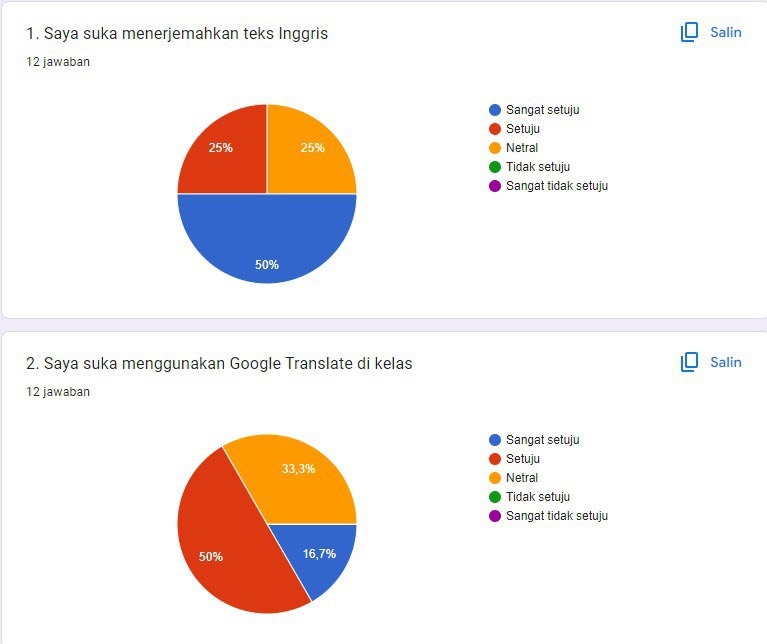 1. Saya suka menerjemahkan teks Inggris
Salin
12 jawaban
Sangat setuju
Setuju
Netral
Tidak setuju
Sangat tidak setuju
25%
25%
50%
2. Saya suka menggunakan Google Translate di kelas
Salin
12 jawaban
Sangat setuju
Setuju
Netral
Tidak setuju
Sangat tidak setuju
33,3%
50%
16,7%